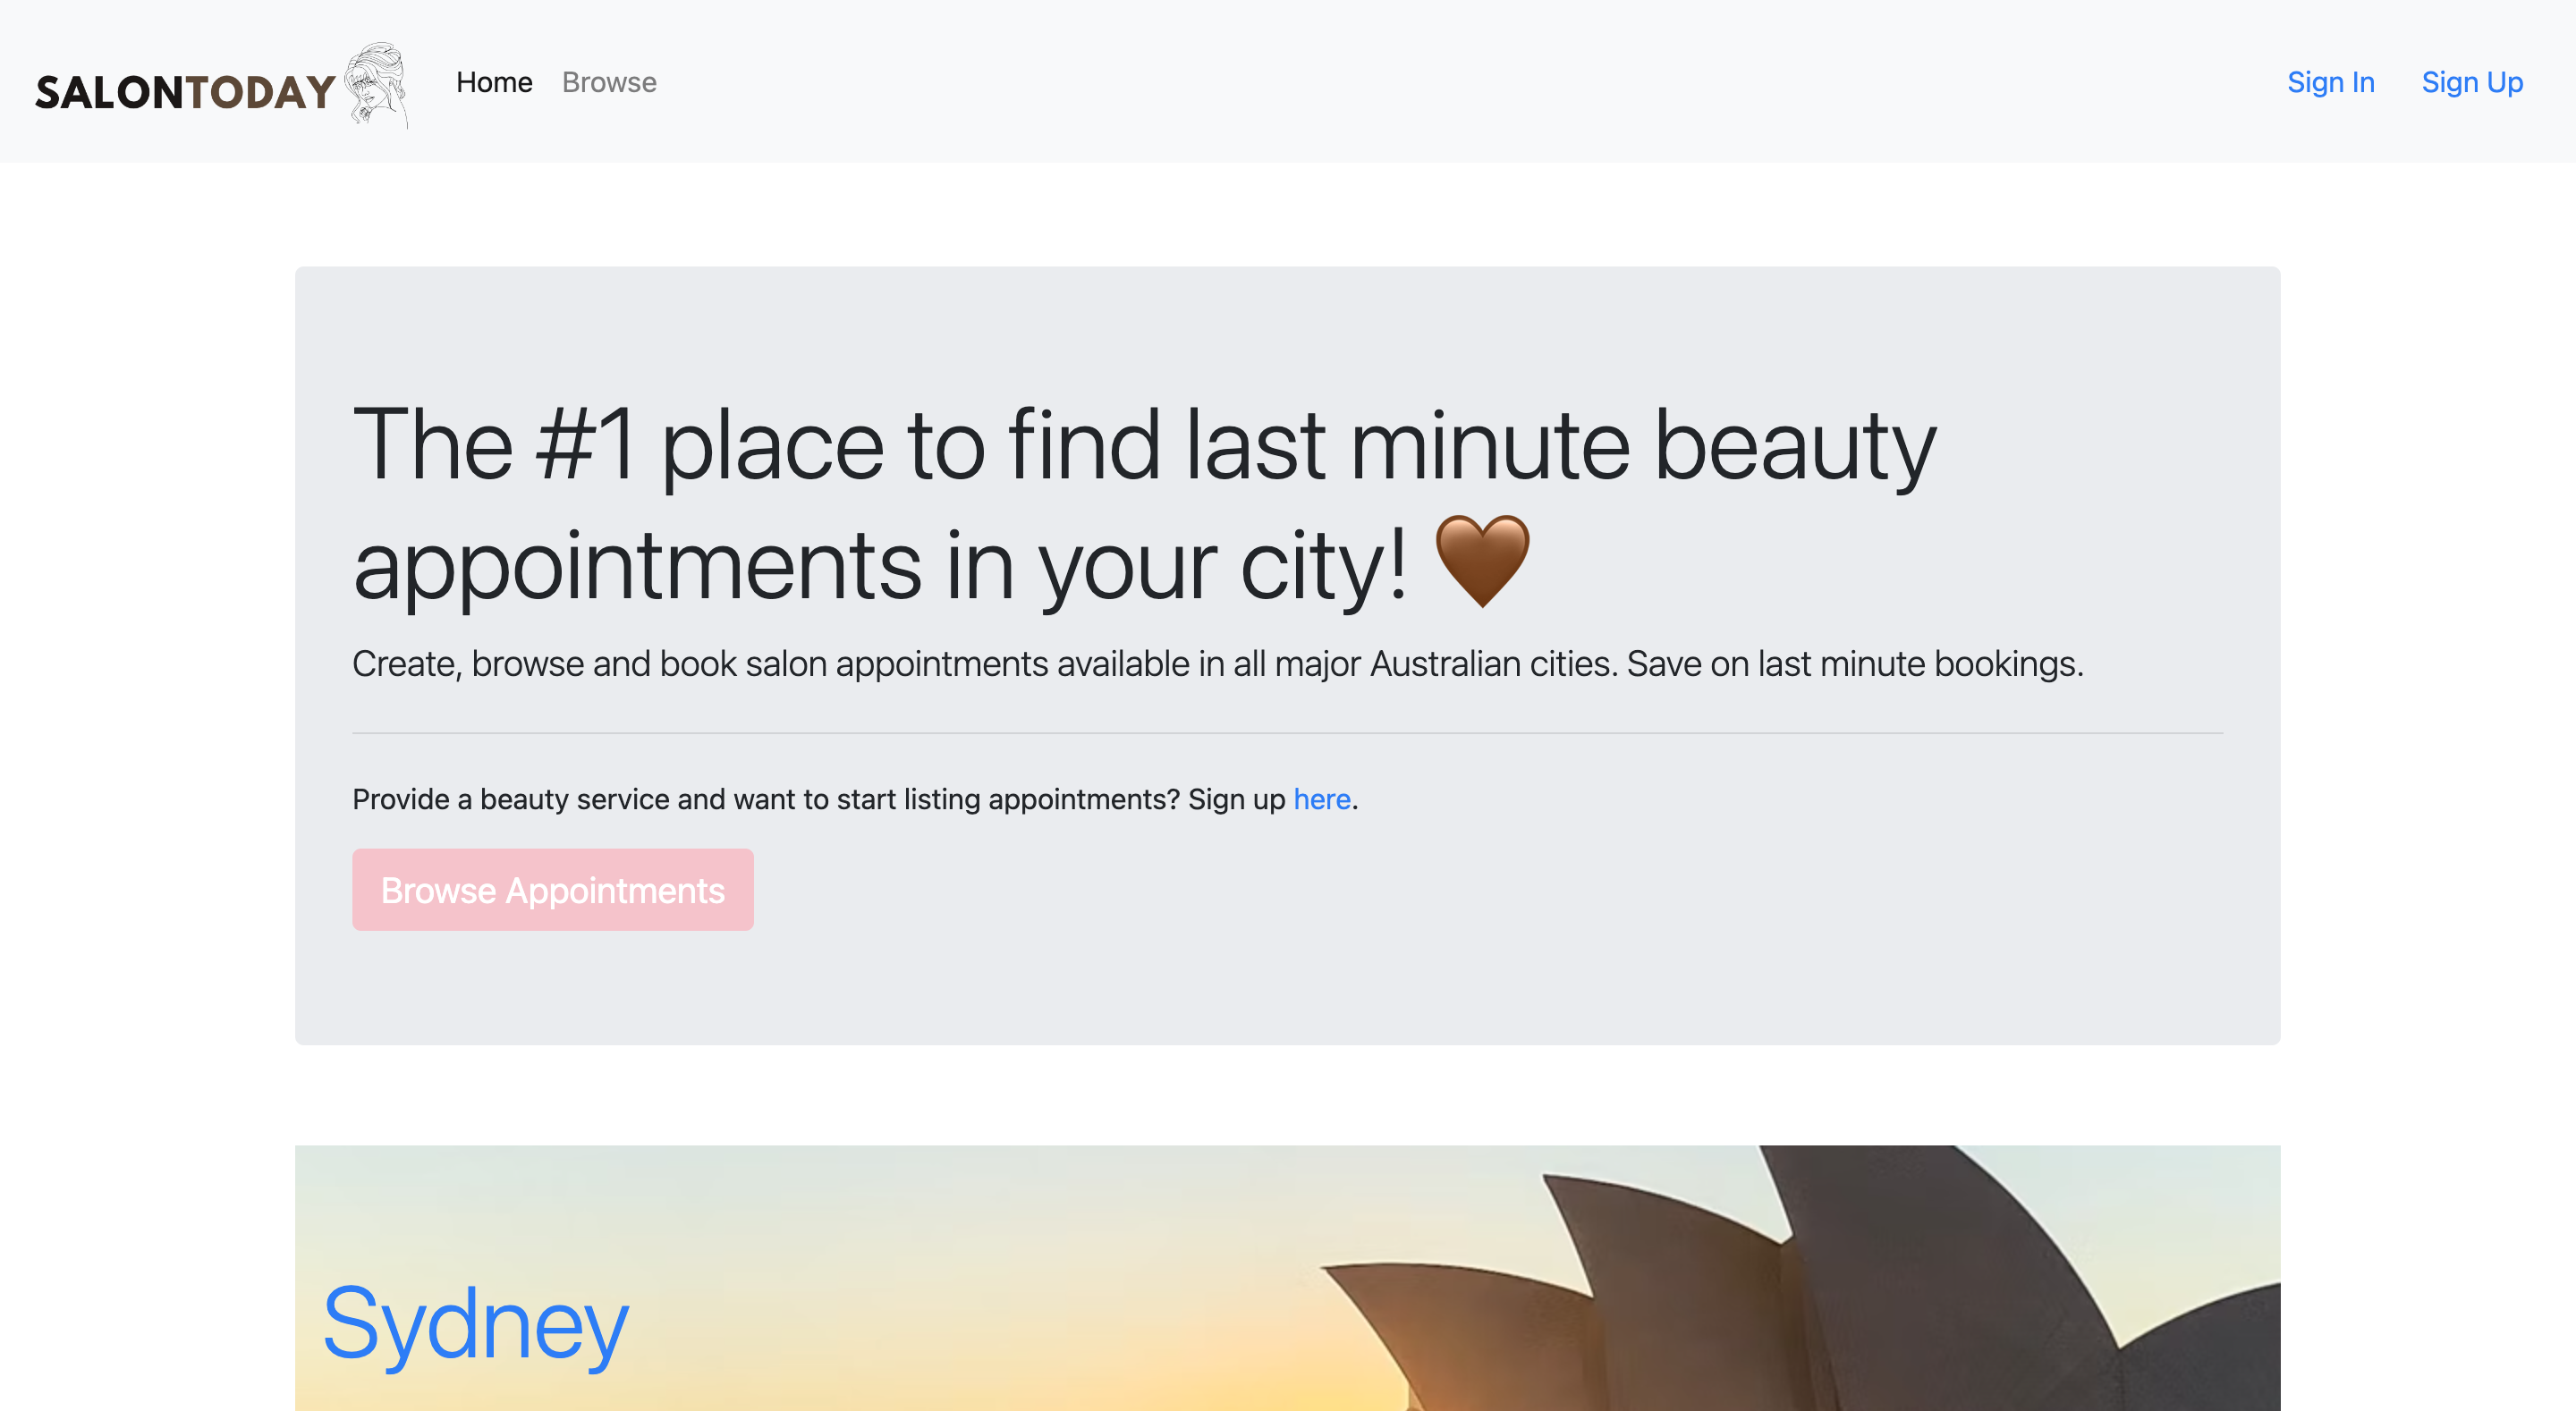 SALONTODAY
Home
Browse
Sign In
Sign Up
The #1 place to find last minute beauty
appointments in your city! 🤎
Create, browse and book salon appointments available in all major Australian cities. Save on last minute bookings.
Provide a beauty service and want to start listing appointments? Sign up here.
Browse Appointments
Sydney